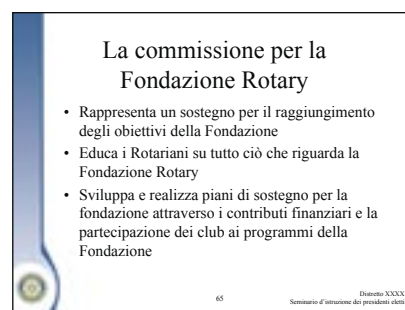 La commissione per la
Fondazione Rotary
• Rappresenta un sostegno per il raggiungimento
degli obiettivi della Fondazione
• Educa i Rotariani su tutto ciò che riguarda la
Fondazione Rotary
• Sviluppa e realizza piani di sostegno per la
fondazione attraverso i contributi finanziari e la
partecipazione dei club ai programmi della
Fondazione
65
Distretto XXXX
Seminario d'istruzione dei presidenti eletti